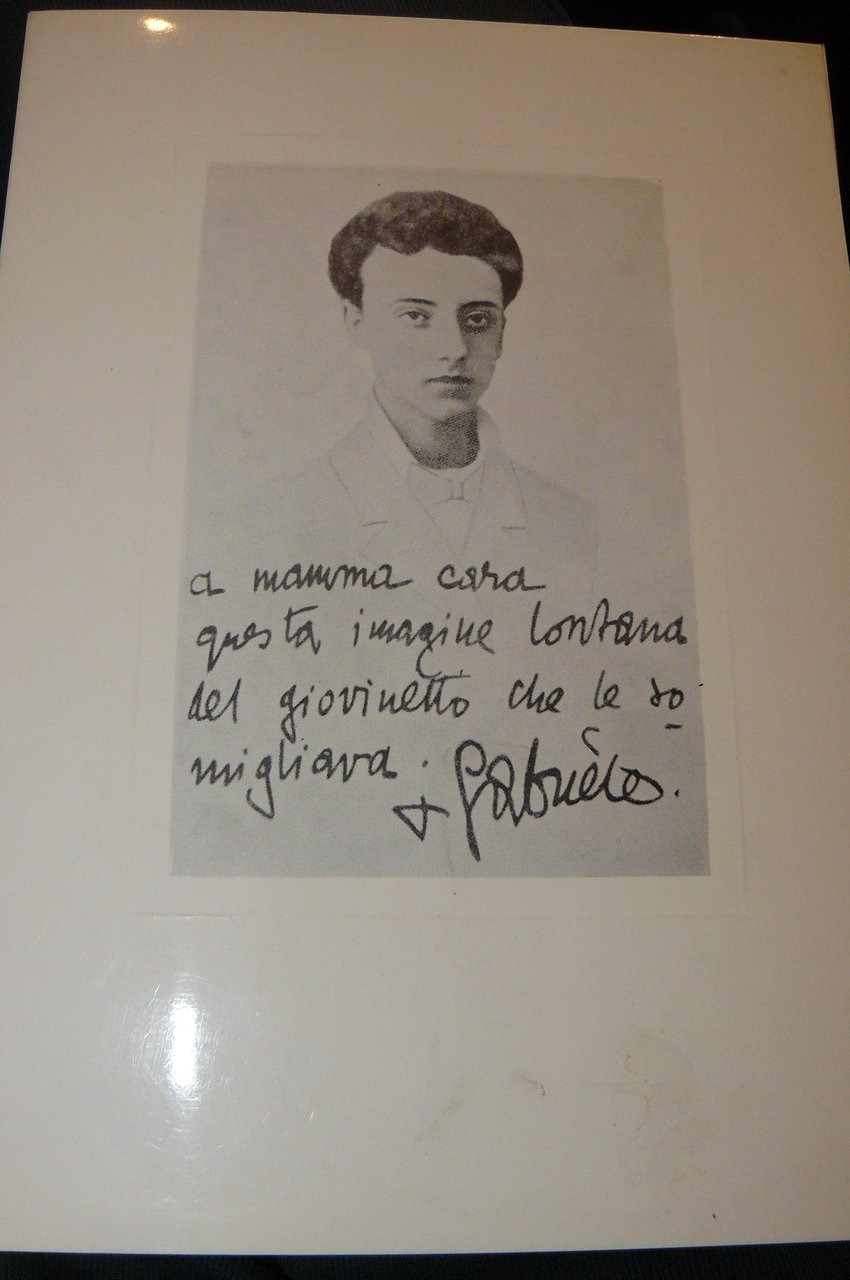 a mamma cara
questa imagine lontana
del giovinetto che le so
migliava. Gabriele.